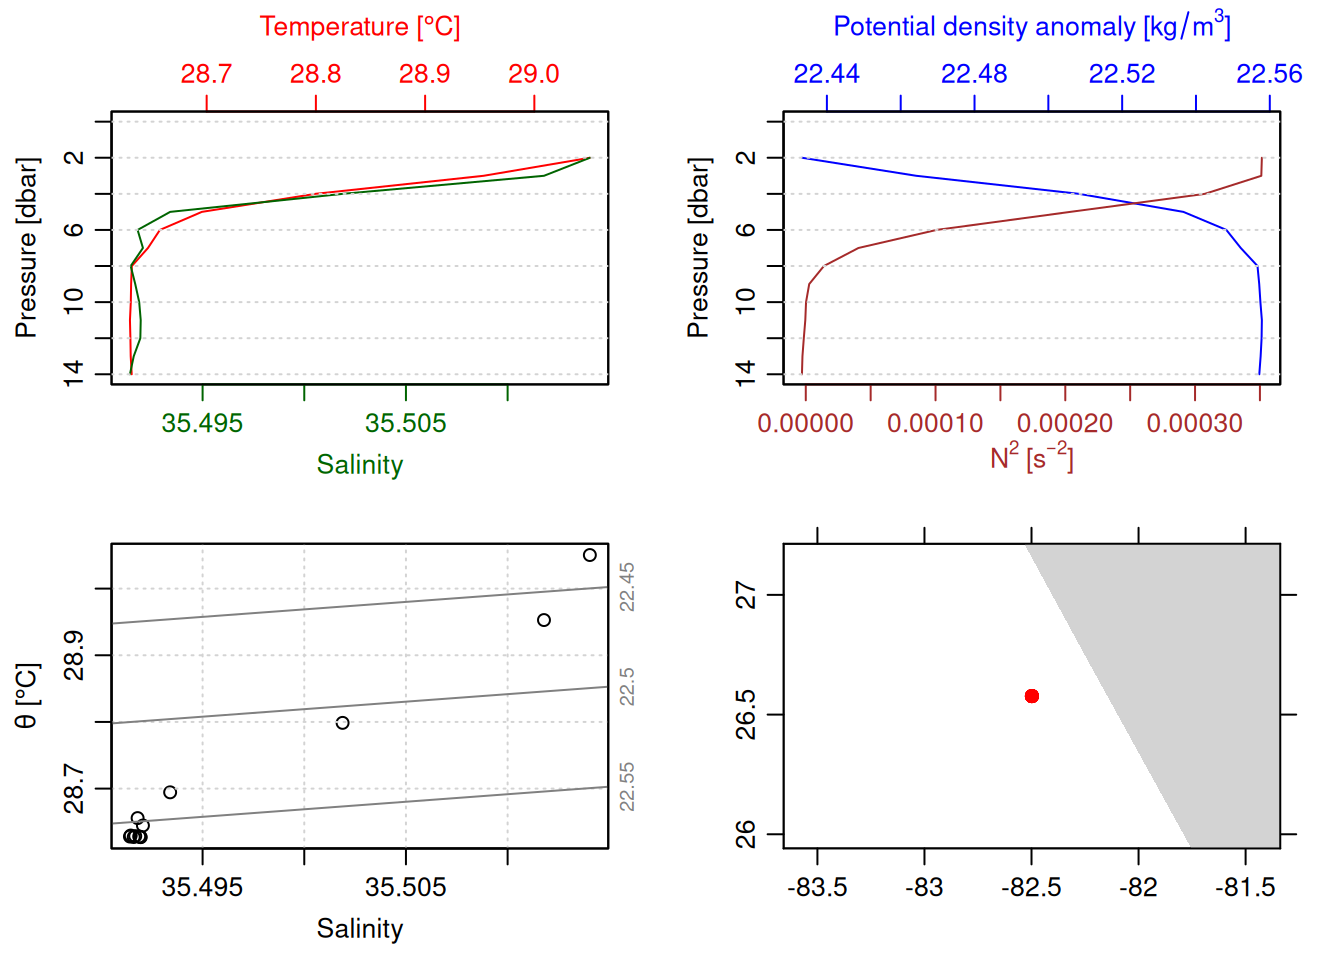 Temperature [°C]
28.7 28.8 28.9 29.0
Pressure [dbar]
2
6
10
14
35.495 35.505
Salinity
Potential density anomaly [kg/m³]
22.44 22.48 22.52 22.56
Pressure [dbar]
2
6
10
14
0.00000 0.00010 0.00020 0.00030
N² [s⁻²]
θ [°C]
28.9
28.7
22.45
22.5
22.55
35.495 35.505
Salinity
27
26.5
26
-83.5 -83 -82.5 -82 -81.5